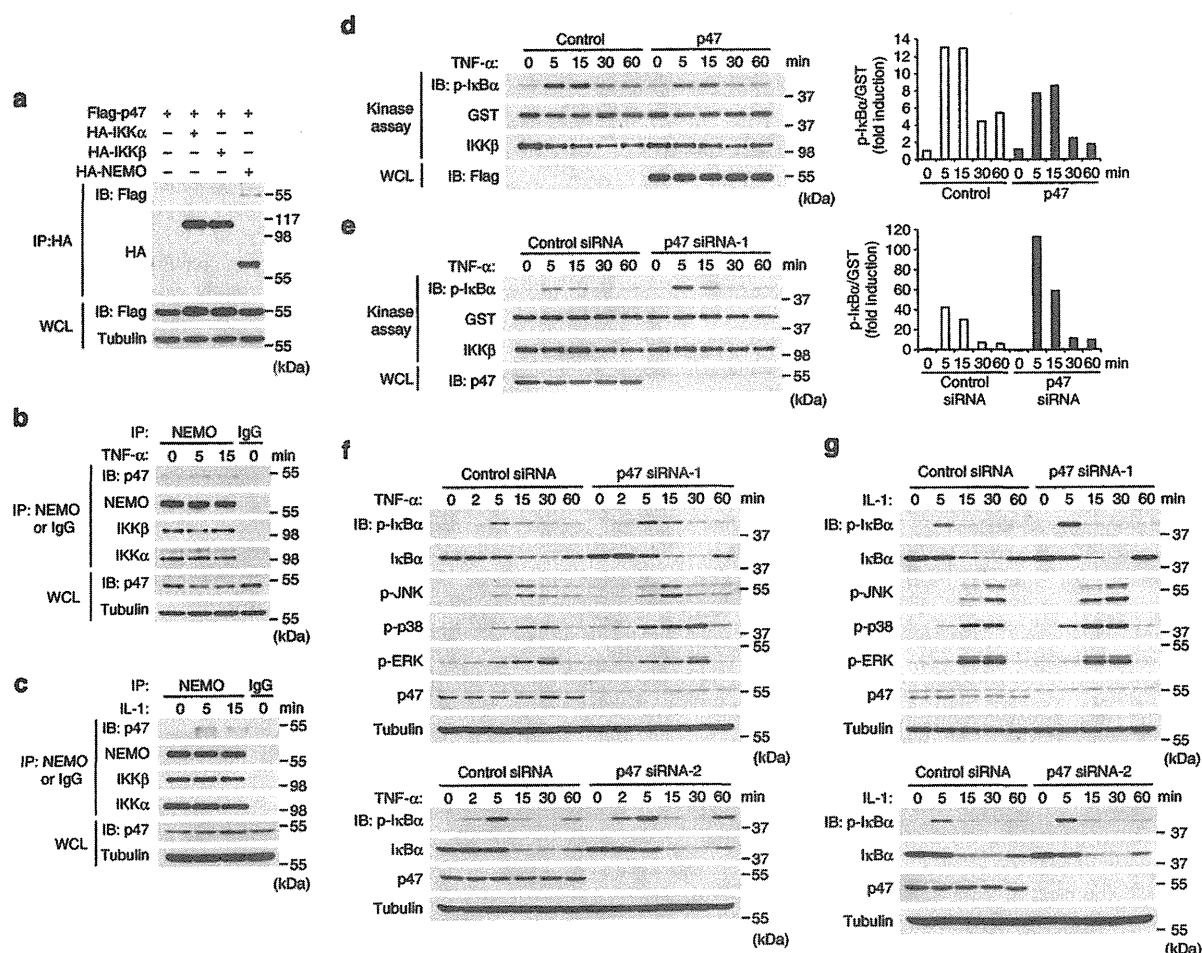 a
Flag-p47 + + + +
HA-IKKα − + − −
HA-IKKβ − − + −
HA-NEMO − − − +
IP:HA
IB: Flag
55
HA
117
98
55
WCL
IB: Flag
55
Tubulin
55
(kDa)
b
IP: NEMO IgG
TNF-α: 0 5 15 0 min
IP: NEMO
or IgG
IB: p47
55
NEMO
55
IKKβ
98
IKKα
98
WCL
IB: p47
55
Tubulin
55
(kDa)
c
IP: NEMO IgG
IL-1: 0 5 15 0 min
IP: NEMO
or IgG
IB: p47
55
NEMO
55
IKKβ
98
IKKα
98
WCL
IB: p47
55
Tubulin
55
(kDa)
d
Control p47
TNF-α: 0 5 15 30 60 0 5 15 30 60 min
Kinase
assay
IB: p-IκBα
37
GST
37
IKKβ
98
WCL
IB: Flag
55
(kDa)
p-IκBα/GST
(fold induction)
14
12
10
8
6
4
2
0
0 5 15 30 60 0 5 15 30 60 min
Control p47
e
Control siRNA p47 siRNA-1
TNF-α: 0 5 15 30 60 0 5 15 30 60 min
Kinase
assay
IB: p-IκBα
37
GST
37
IKKβ
98
WCL
IB: p47
55
(kDa)
p-IκBα/GST
(fold induction)
120
100
80
60
40
20
0
0 5 15 30 60 0 5 15 30 60 min
Control
siRNA
p47
siRNA
f
Control siRNA p47 siRNA-1
TNF-α: 0 2 5 15 30 60 0 2 5 15 30 60 min
IB: p-IκBα
37
IκBα
37
p-JNK
55
p-p38
37
55
p-ERK
p47
55
Tubulin
55
(kDa)
Control siRNA p47 siRNA-2
TNF-α: 0 2 5 15 30 60 0 2 5 15 30 60 min
IB: p-IκBα
37
IκBα
37
p47
55
Tubulin
55
(kDa)
g
Control siRNA p47 siRNA-1
IL-1: 0 5 15 30 60 0 5 15 30 60 min
IB: p-IκBα
37
IκBα
37
p-JNK
55
p-p38
37
55
p-ERK
p47
55
Tubulin
55
(kDa)
Control siRNA p47 siRNA-2
IL-1: 0 5 15 30 60 0 5 15 30 60 min
IB: p-IκBα
37
IκBα
37
p47
55
Tubulin
55
(kDa)